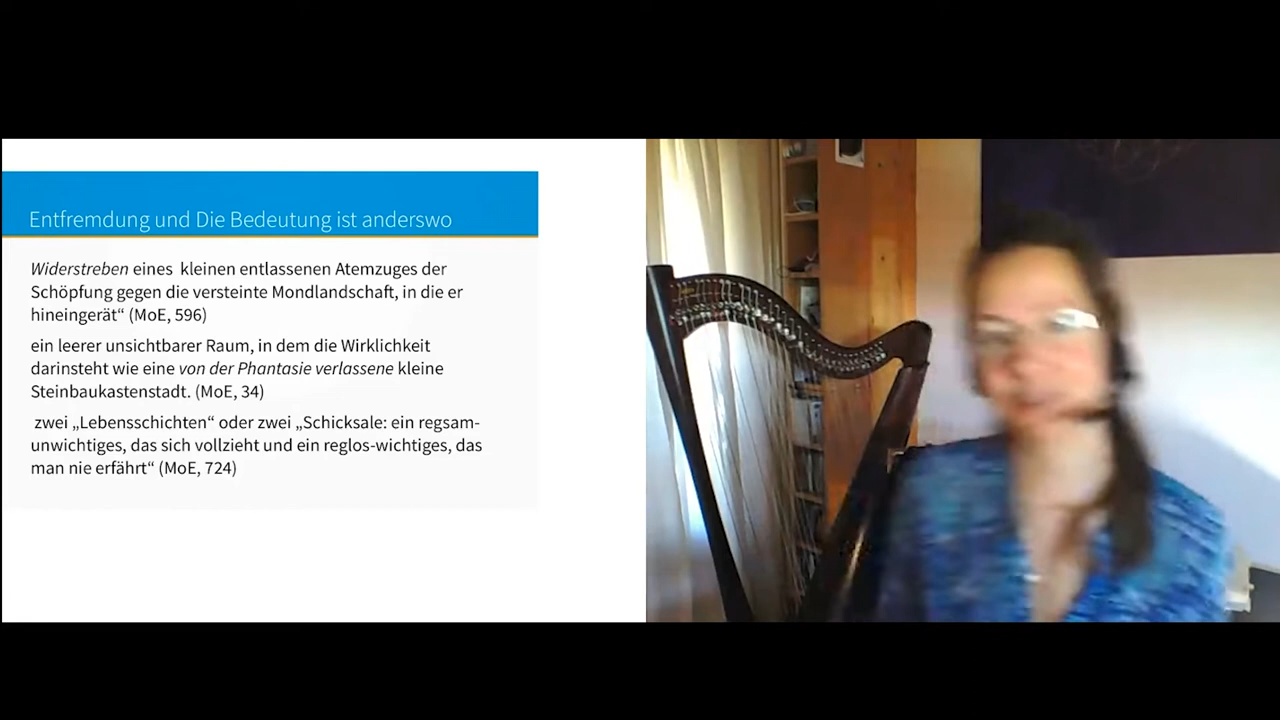 Entfremdung und Die Bedeutung ist anderswo
Widerstreben eines kleinen entlassenen Atemzuges der
Schöpfung gegen die versteinte Mondlandschaft, in die er
hineingerät“ (MoE, 596)
ein leerer unsichtbarer Raum, in dem die Wirklichkeit
darinsteht wie eine von der Phantasie verlassene kleine
Steinbaukastenstadt. (MoE, 34)
zwei „Lebensschichten“ oder zwei „Schicksale: ein regsam-
unwichtiges, das sich vollzieht und ein reglos-wichtiges, das
man nie erfährt“ (MoE, 724)